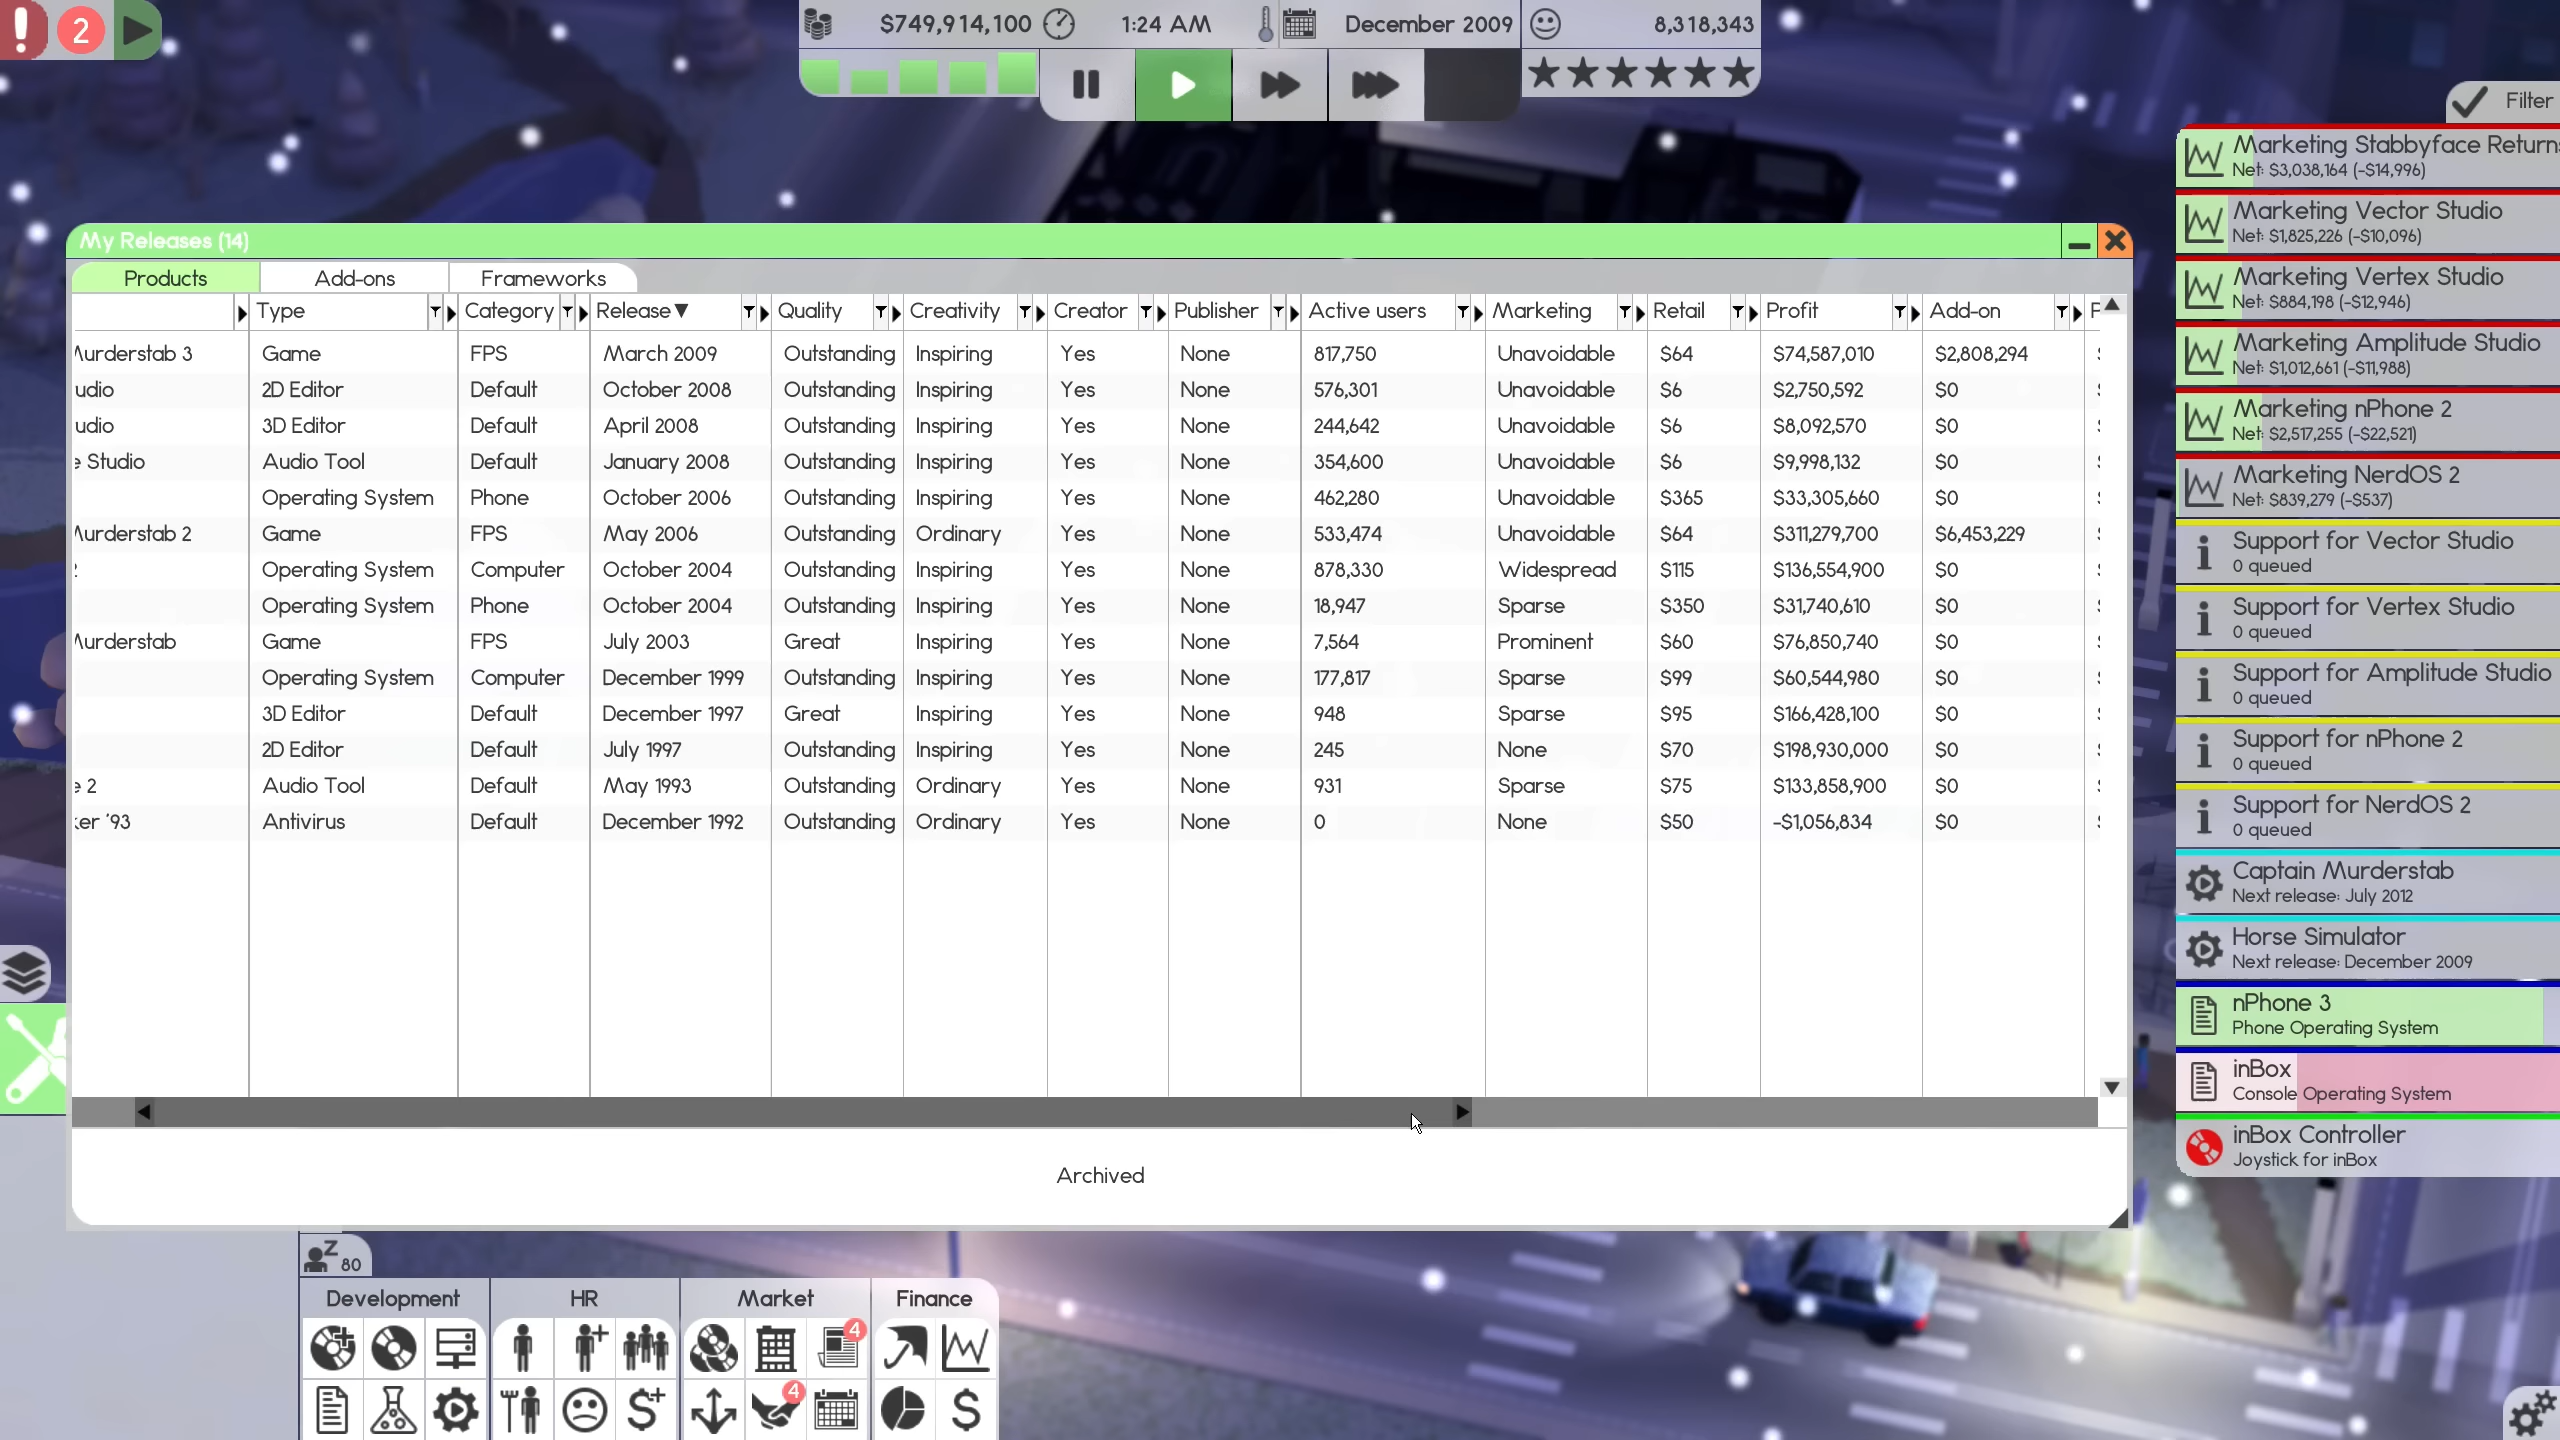 2
$749,914,100 1:24 AM December 2009 8,318,343
Filter
My Releases (14)
Products Add-ons Frameworks
Type Category Release Quality Creativity Creator Publisher Active users Marketing Retail Profit Add-on
Murderstab 3 Game FPS March 2009 Outstanding Inspiring Yes None 817,750 Unavoidable $64 $74,587,010 $2,808,294
udio 2D Editor Default October 2008 Outstanding Inspiring Yes None 576,301 Unavoidable $6 $2,750,592 $0
udio 3D Editor Default April 2008 Outstanding Inspiring Yes None 244,642 Unavoidable $6 $8,092,570 $0
e Studio Audio Tool Default January 2008 Outstanding Inspiring Yes None 354,600 Unavoidable $6 $9,998,132 $0
Operating System Phone October 2006 Outstanding Inspiring Yes None 462,280 Unavoidable $365 $33,305,660 $0
Murderstab 2 Game FPS May 2006 Outstanding Ordinary Yes None 533,474 Unavoidable $64 $311,279,700 $6,453,229
2 Operating System Computer October 2004 Outstanding Inspiring Yes None 878,330 Widespread $115 $136,554,900 $0
Operating System Phone October 2004 Outstanding Inspiring Yes None 18,947 Sparse $350 $31,740,610 $0
Murderstab Game FPS July 2003 Great Inspiring Yes None 7,564 Prominent $60 $76,850,740 $0
Operating System Computer December 1999 Outstanding Inspiring Yes None 177,817 Sparse $99 $60,544,980 $0
3D Editor Default December 1997 Great Inspiring Yes None 948 Sparse $95 $166,428,100 $0
2D Editor Default July 1997 Outstanding Inspiring Yes None 245 None $70 $198,930,000 $0
e 2 Audio Tool Default May 1993 Outstanding Ordinary Yes None 931 Sparse $75 $133,858,900 $0
ker '93 Antivirus Default December 1992 Outstanding Ordinary Yes None 0 None $50 -$1,056,834 $0
Archived
Marketing Stabbyface Return
Net: $3,038,164 (-$14,996)
Marketing Vector Studio
Net: $1,825,226 (-$10,096)
Marketing Vertex Studio
Net: $884,198 (-$12,946)
Marketing Amplitude Studio
Net: $1,012,661 (-$11,988)
Marketing nPhone 2
Net: $2,517,255 (-$22,521)
Marketing NerdOS 2
Net: $839,279 (-$537)
Support for Vector Studio
0 queued
Support for Vertex Studio
0 queued
Support for Amplitude Studio
0 queued
Support for nPhone 2
0 queued
Support for NerdOS 2
0 queued
Captain Murderstab
Next release: July 2012
Horse Simulator
Next release: December 2009
nPhone 3
Phone Operating System
inBox
Console Operating System
inBox Controller
Joystick for inBox
Z 80
Development HR Market Finance
4
4